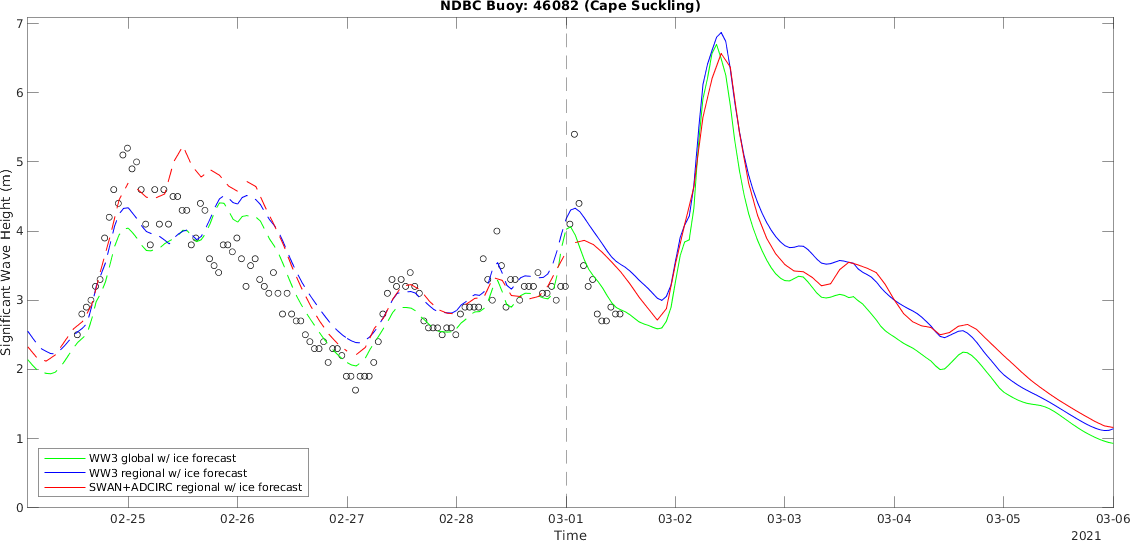 NDBC Buoy: 46082 (Cape Suckling)
Significant Wave Height (m)
7
6
5
4
3
2
1
0
WW3 global w/ ice forecast
WW3 regional w/ ice forecast
SWAN+ADCIRC regional w/ ice forecast
02-25 02-26 02-27 02-28 03-01 03-02 03-03 03-04 03-05 03-06
Time
2021